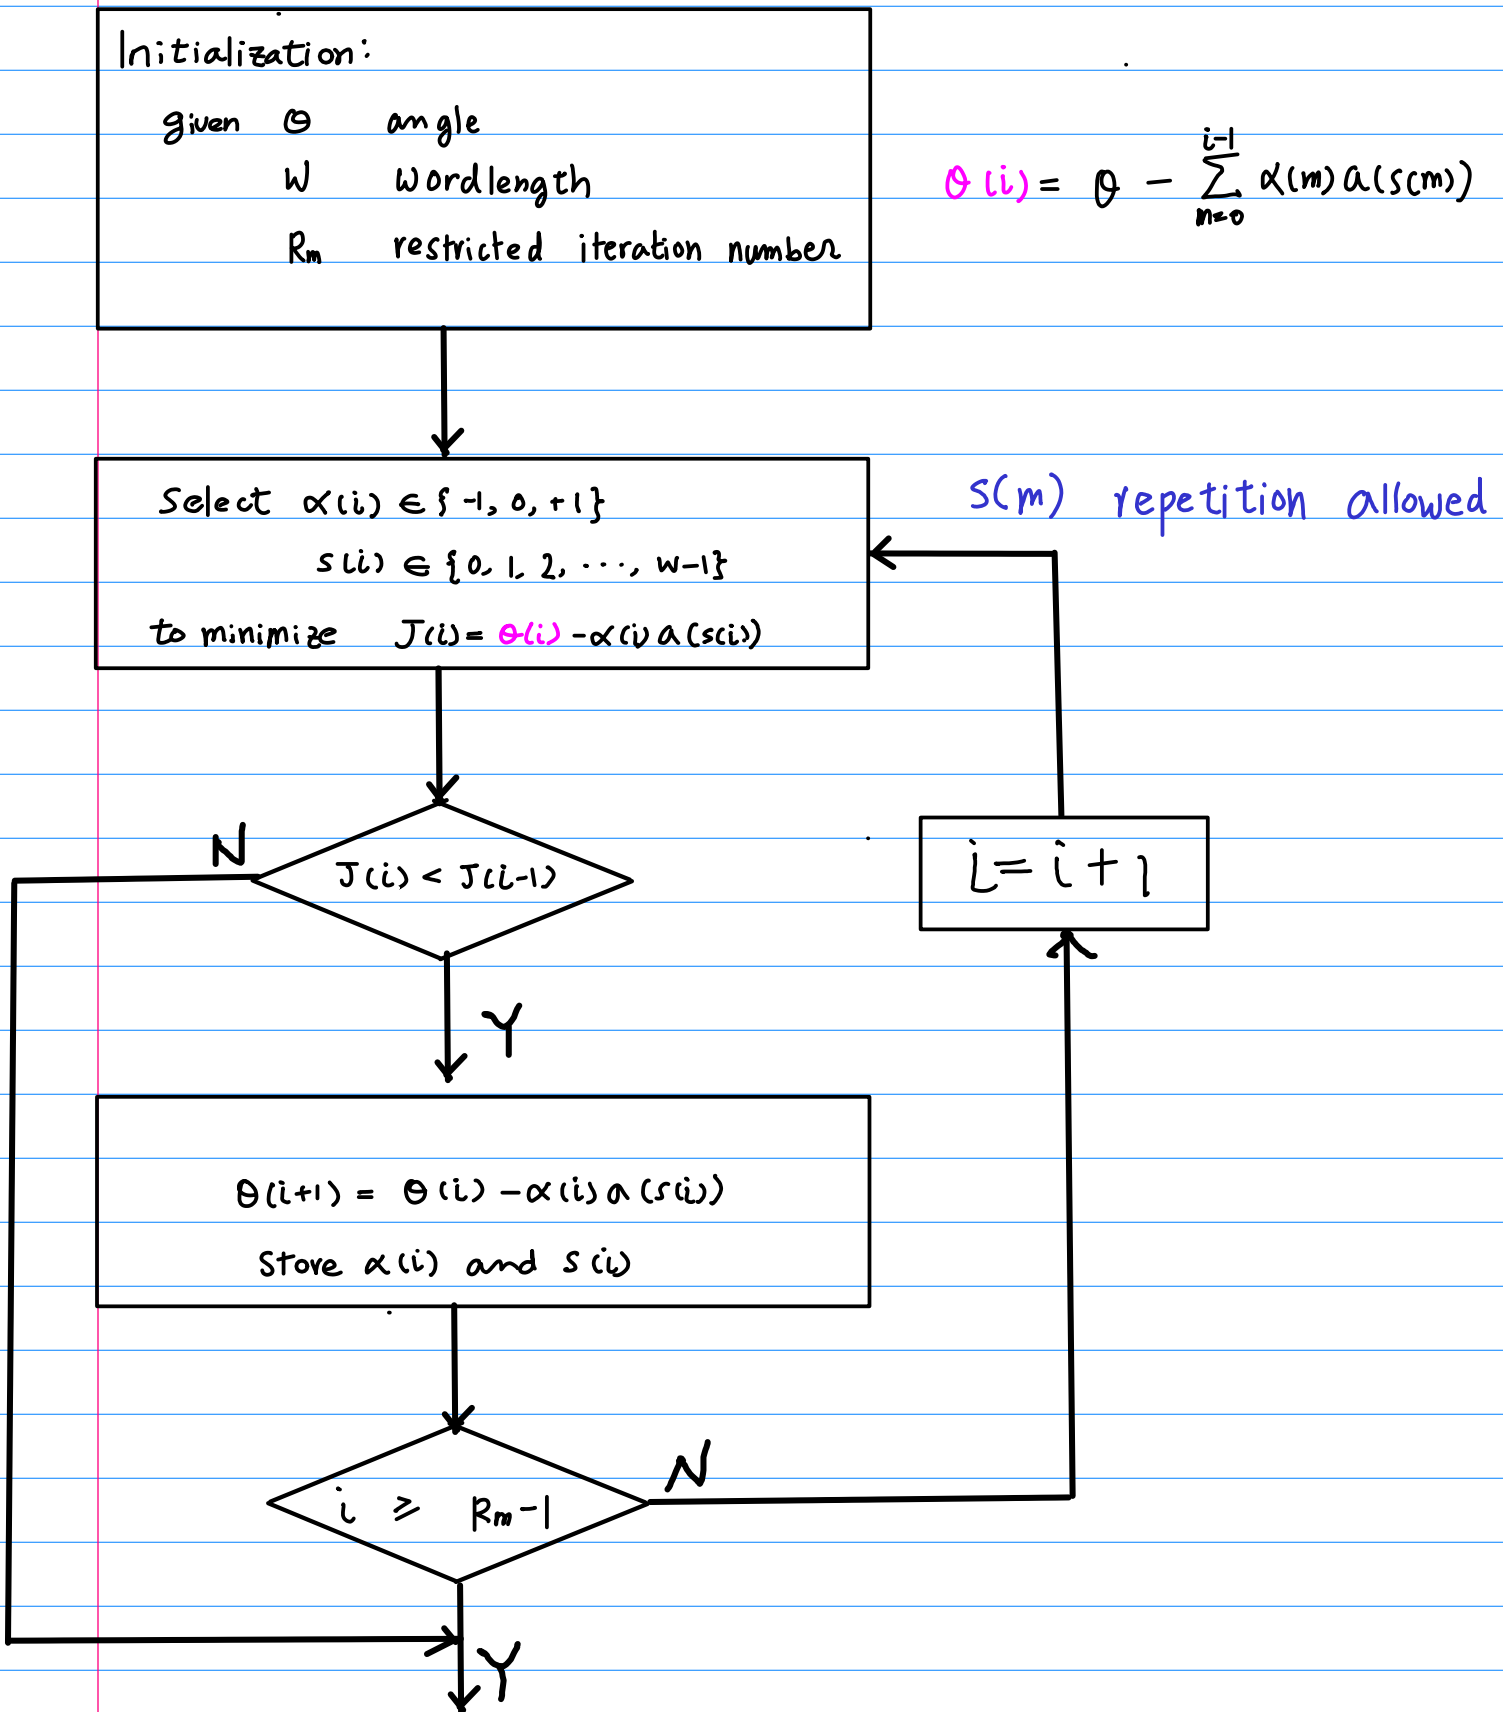 Initialization:
given θ angle
W wordlength
Rm restricted iteration number
θ(i) = θ - Σ α(m) a(s(m))
i-1
m=0
Select α(i) ∈ {-1, 0, +1}
s(i) ∈ {0, 1, 2, ..., W-1}
to minimize J(i) = θ(i) - α(i) a(s(i))
s(m) repetition allowed
N
J(i) < J(i-1)
i = i + 1
Y
θ(i+1) = θ(i) - α(i) a(s(i))
Store α(i) and s(i)
N
i ≥ Rm-1
Y